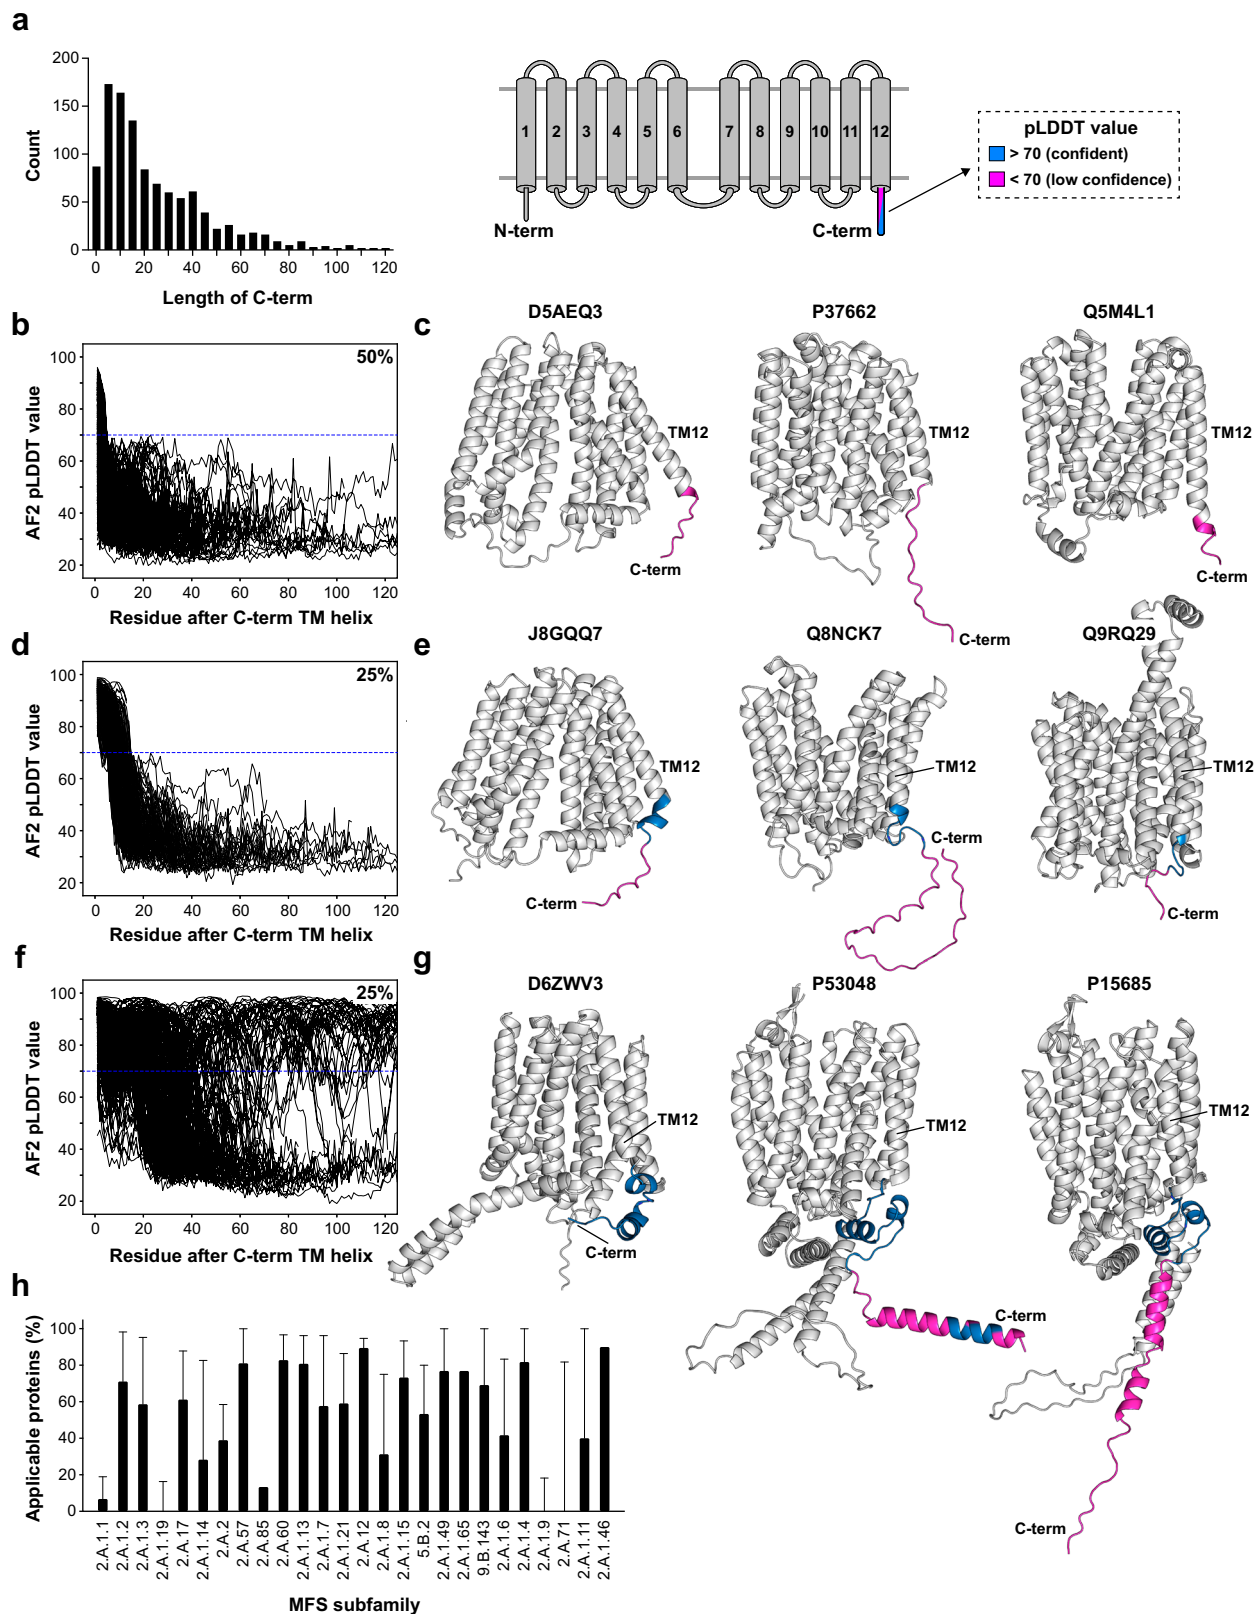 a
200
150
100
50
0
Count
0
20
40
60
80
100
120
Length of C-term
1
2
3
4
5
6
7
8
9
10
11
12
N-term
C-term
pLDDT value
> 70 (confident)
< 70 (low confidence)
b
100
80
60
40
20
AF2 pLDDT value
50%
0
20
40
60
80
100
120
Residue after C-term TM helix
c
D5AEQ3
TM12
C-term
P37662
TM12
C-term
Q5M4L1
TM12
C-term
d
100
80
60
40
20
AF2 pLDDT value
25%
0
20
40
60
80
100
120
Residue after C-term TM helix
e
J8GQQ7
TM12
C-term
Q8NCK7
TM12
C-term
Q9RQ29
TM12
C-term
f
100
80
60
40
20
AF2 pLDDT value
25%
0
20
40
60
80
100
120
Residue after C-term TM helix
g
D6ZWV3
TM12
C-term
P53048
TM12
C-term
P15685
TM12
C-term
h
100
80
60
40
20
0
Applicable proteins (%)
2.A.1.1
2.A.1.2
2.A.1.3
2.A.1.19
2.A.17
2.A.1.14
2.A.2
2.A.57
2.A.85
2.A.60
2.A.1.13
2.A.1.7
2.A.1.21
2.A.12
2.A.1.8
2.A.1.15
5.B.2
2.A.1.49
2.A.1.65
9.B.143
2.A.1.6
2.A.1.4
2.A.1.9
2.A.71
2.A.1.11
2.A.1.46
MFS subfamily